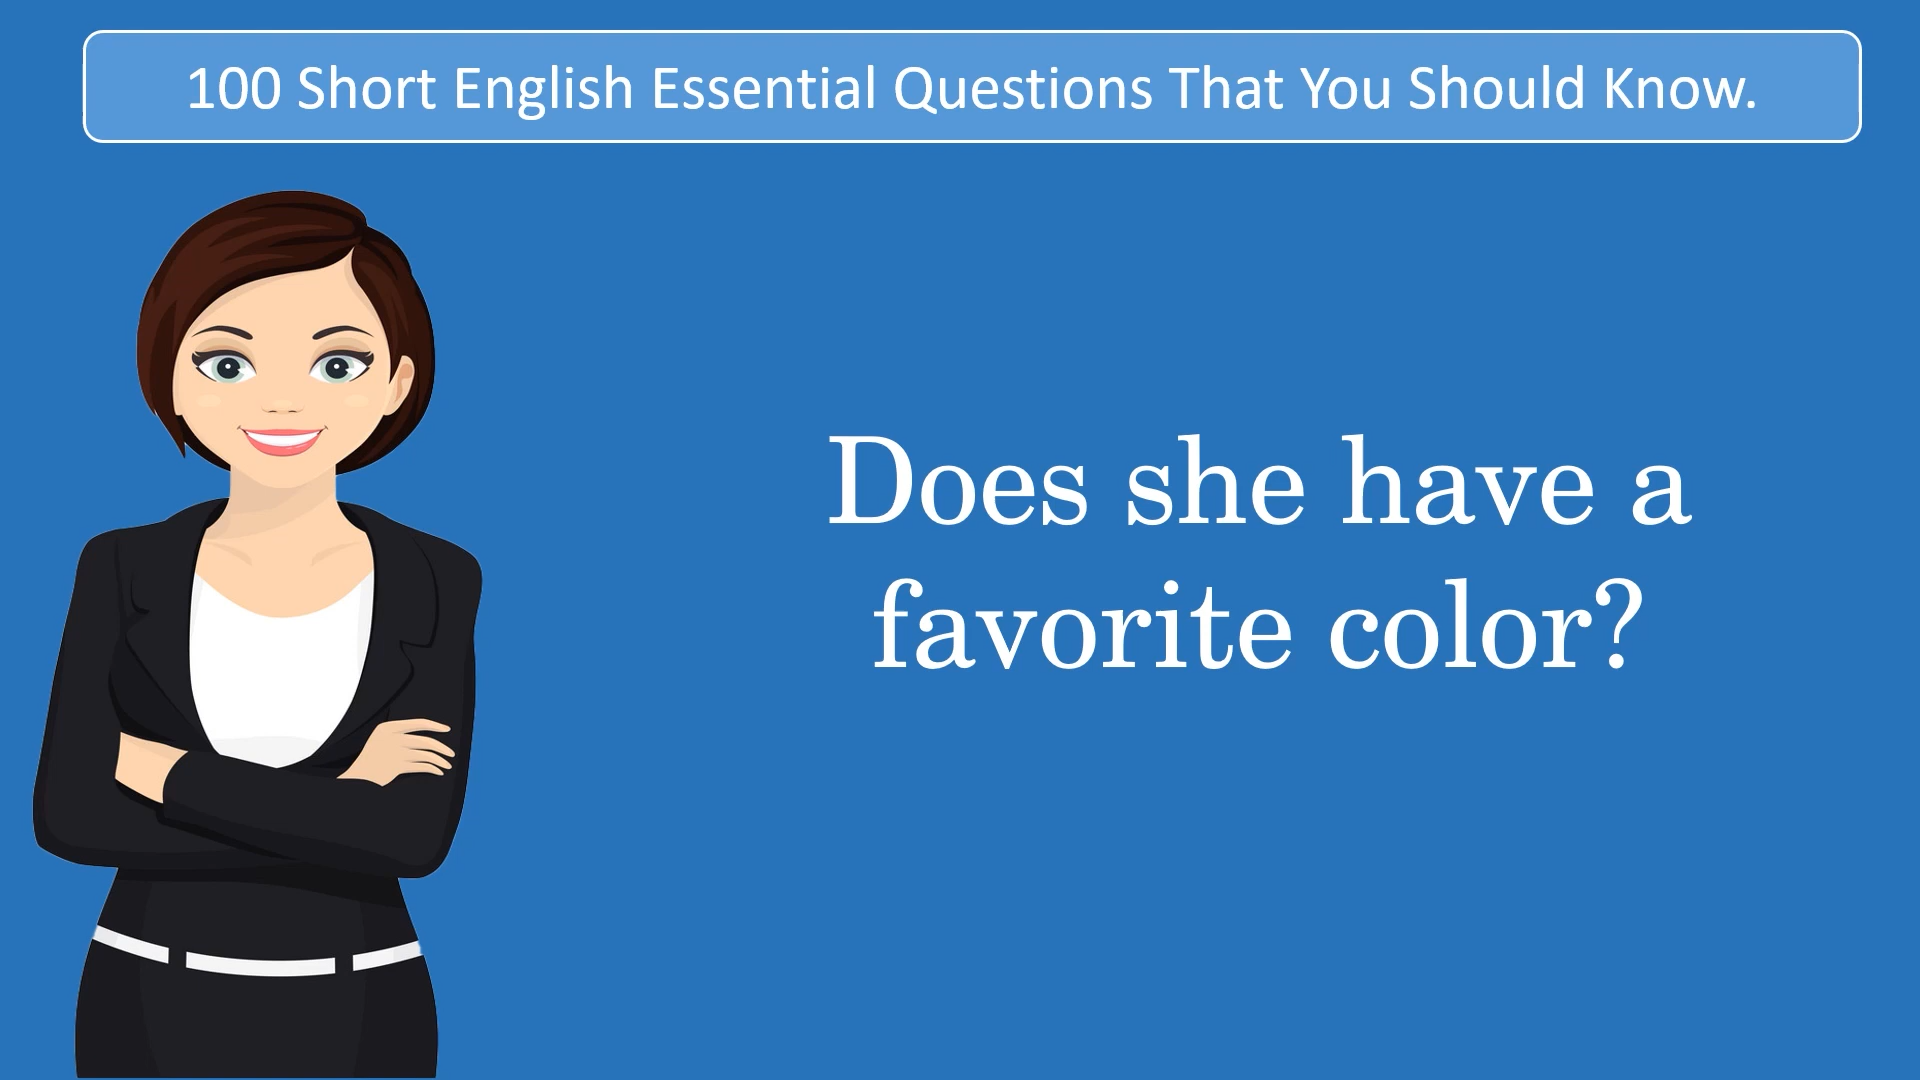 100 Short English Essential Questions That You Should Know.
Does she have a
favorite color?